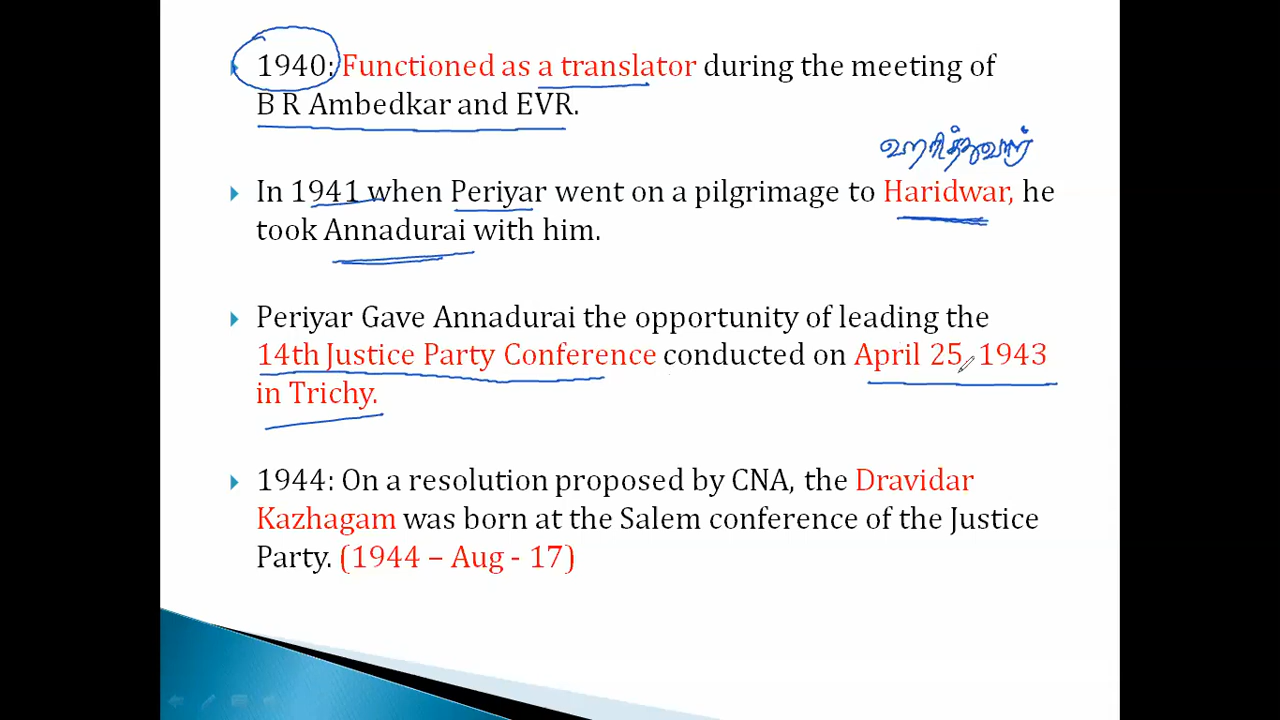 1940: Functioned as a translator during the meeting of
B R Ambedkar and EVR.
ஹரித்துவார்
In 1941 when Periyar went on a pilgrimage to Haridwar, he
took Annadurai with him.
Periyar Gave Annadurai the opportunity of leading the
14th Justice Party Conference conducted on April 25, 1943
in Trichy.
1944: On a resolution proposed by CNA, the Dravidar
Kazhagam was born at the Salem conference of the Justice
Party. (1944 – Aug - 17)